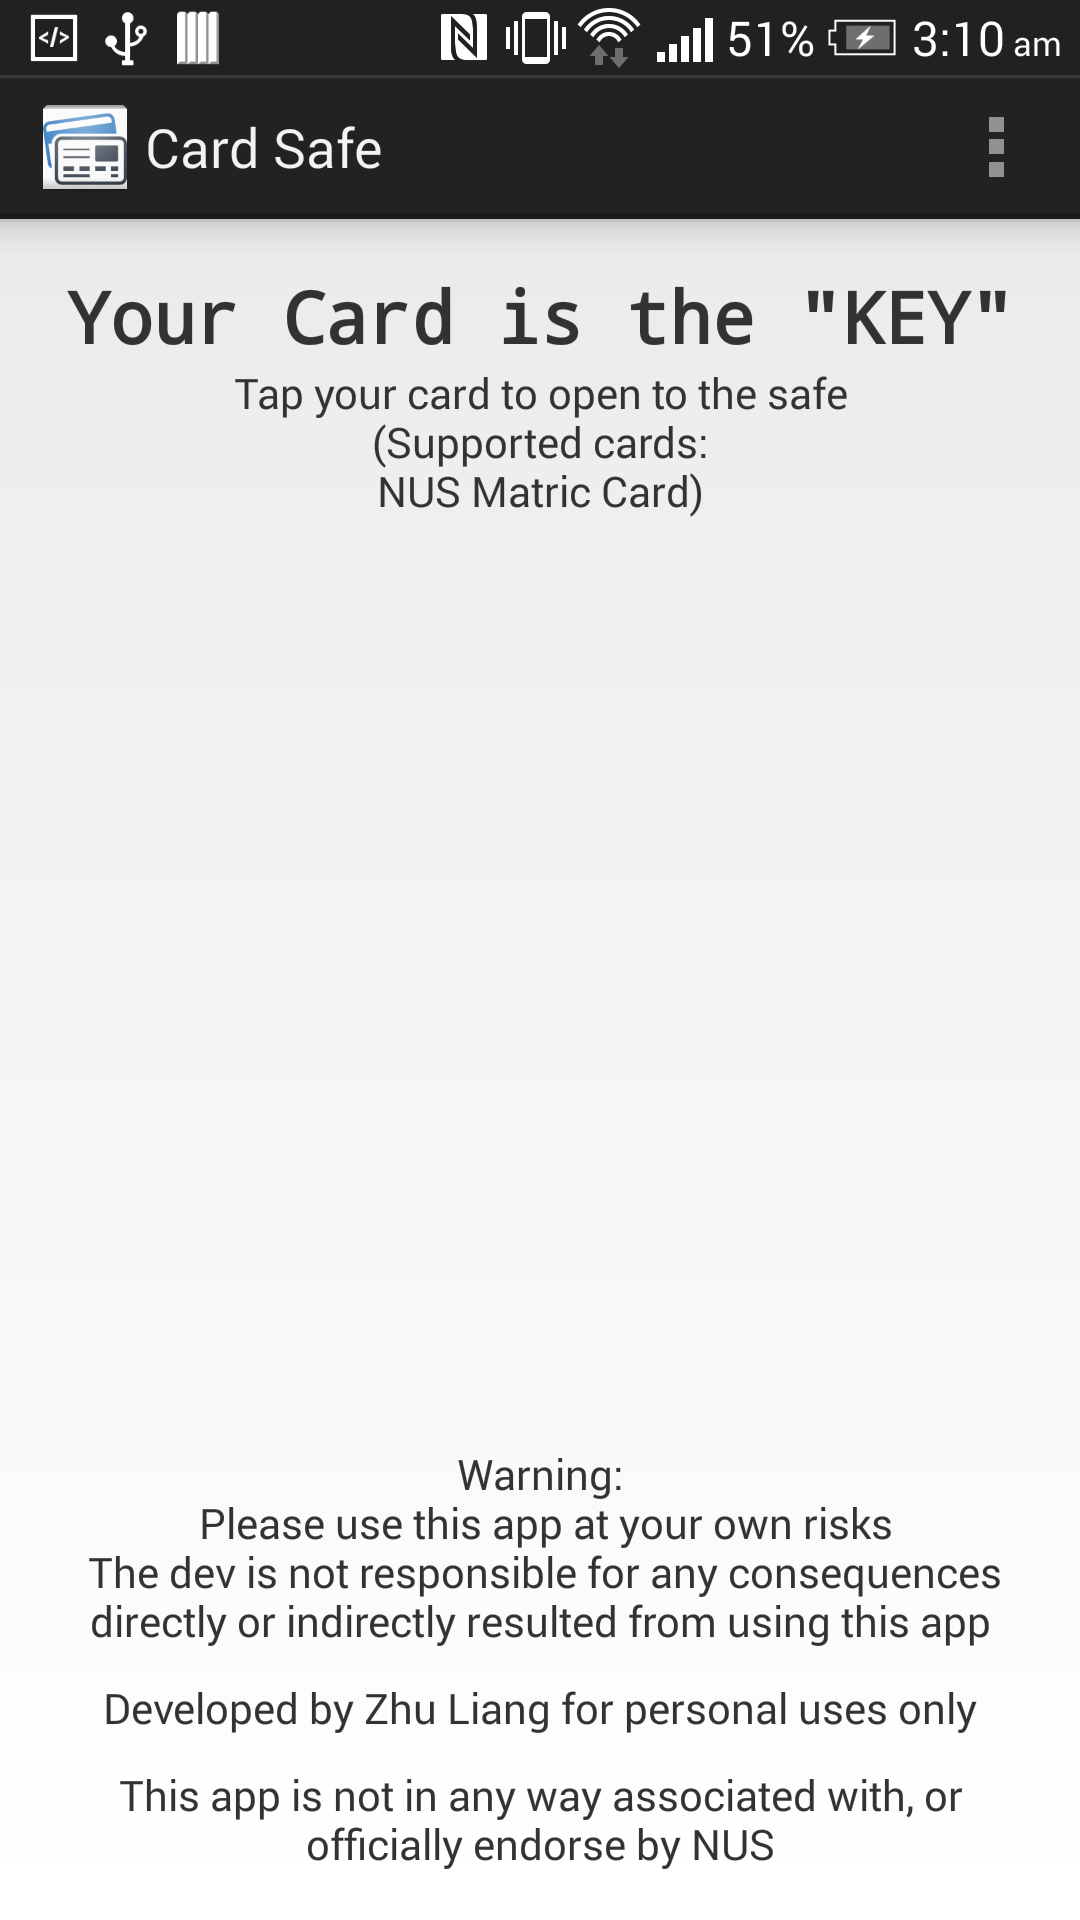 </> 51% 3:10 am
Card Safe
Your Card is the "KEY"
Tap your card to open to the safe
(Supported cards:
NUS Matric Card)
Warning:
Please use this app at your own risks
The dev is not responsible for any consequences
directly or indirectly resulted from using this app
Developed by Zhu Liang for personal uses only
This app is not in any way associated with, or
officially endorse by NUS